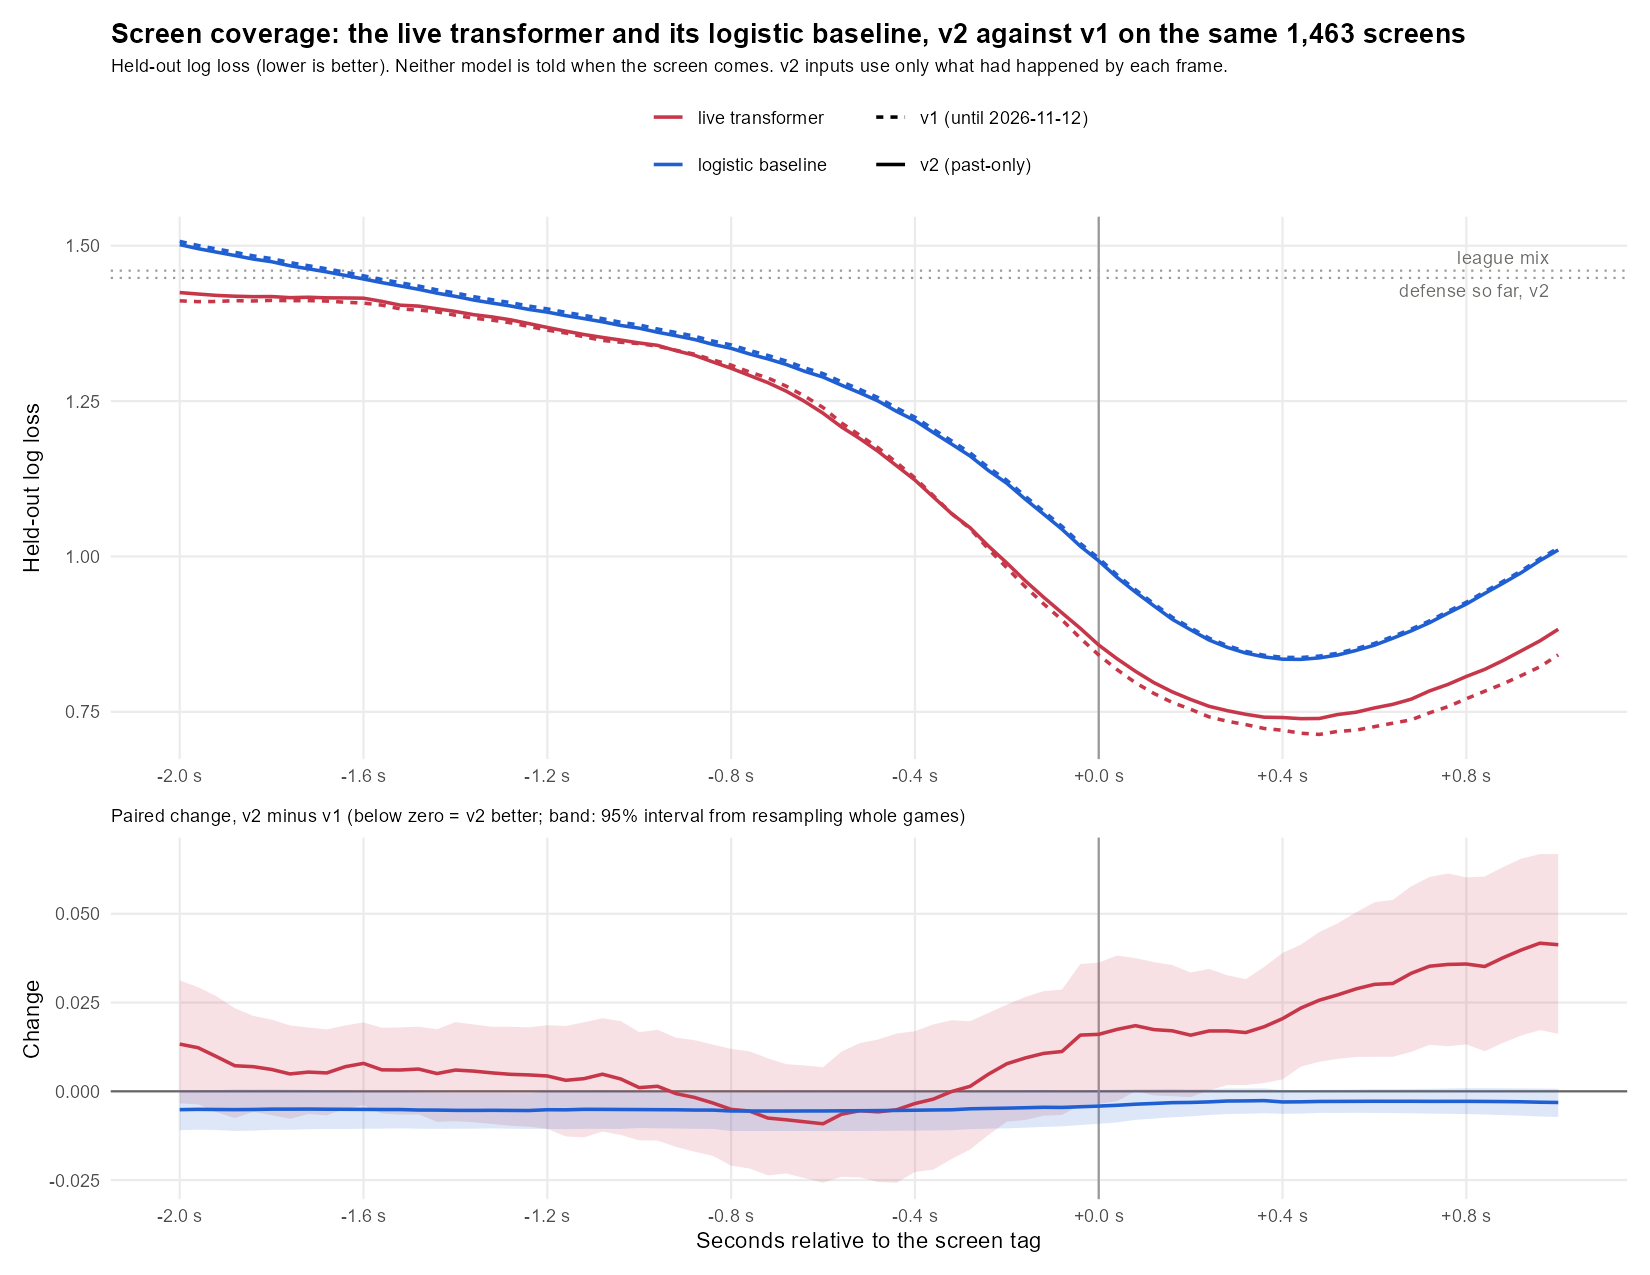 Screen coverage: the live transformer and its logistic baseline, v2 against v1 on the same 1,463 screens
Held-out log loss (lower is better). Neither model is told when the screen comes. v2 inputs use only what had happened by each frame.
live transformer
v1 (until 2026-11-12)
logistic baseline
v2 (past-only)
Held-out log loss
1.50
1.25
1.00
0.75
league mix
defense so far, v2
-2.0 s
-1.6 s
-1.2 s
-0.8 s
-0.4 s
+0.0 s
+0.4 s
+0.8 s
Paired change, v2 minus v1 (below zero = v2 better; band: 95% interval from resampling whole games)
Change
0.050
0.025
0.000
-0.025
-2.0 s
-1.6 s
-1.2 s
-0.8 s
-0.4 s
+0.0 s
+0.4 s
+0.8 s
Seconds relative to the screen tag